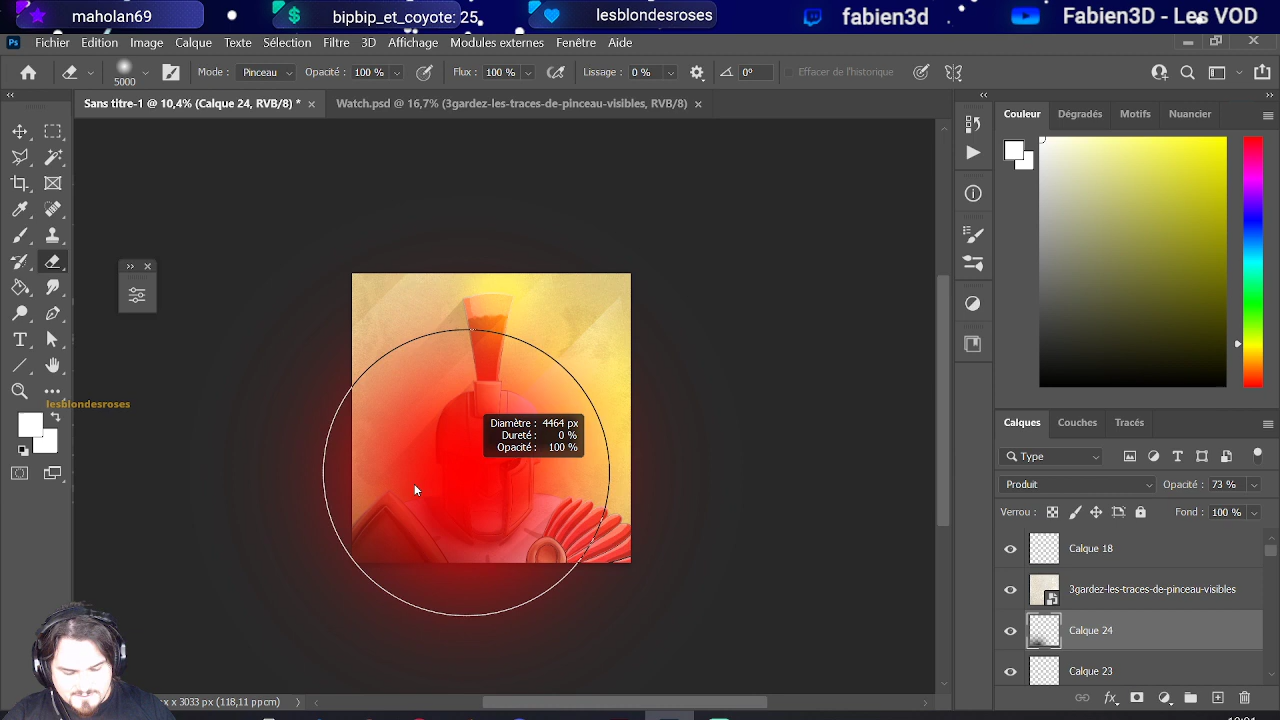 maholan69
bipbip_et_coyote: 25
lesblondesroses
fabien3d
Fabien3D - Les VOD
Ps Fichier Edition Image Calque Texte Sélection Filtre 3D Affichage Modules externes Fenêtre Aide
5000 Mode : Pinceau Opacité : 100 % Flux : 100 % Lissage : 0 % 0° Effacer de l'historique
Sans titre-1 @ 10,4% (Calque 24, RVB/8) *
Watch.psd @ 16,7% (3gardez-les-traces-de-pinceau-visibles, RVB/8)
Couleur Dégradés Motifs Nuancier
lesblondesroses
Diamètre : 4464 px
Dureté : 0 %
Opacité : 100 %
Calques Couches Tracés
Type
Produit Opacité : 73 %
Verrou : Fond : 100 %
Calque 18
3gardez-les-traces-de-pinceau-visibles
Calque 24
Calque 23
x 3033 px (118,11 ppcm)